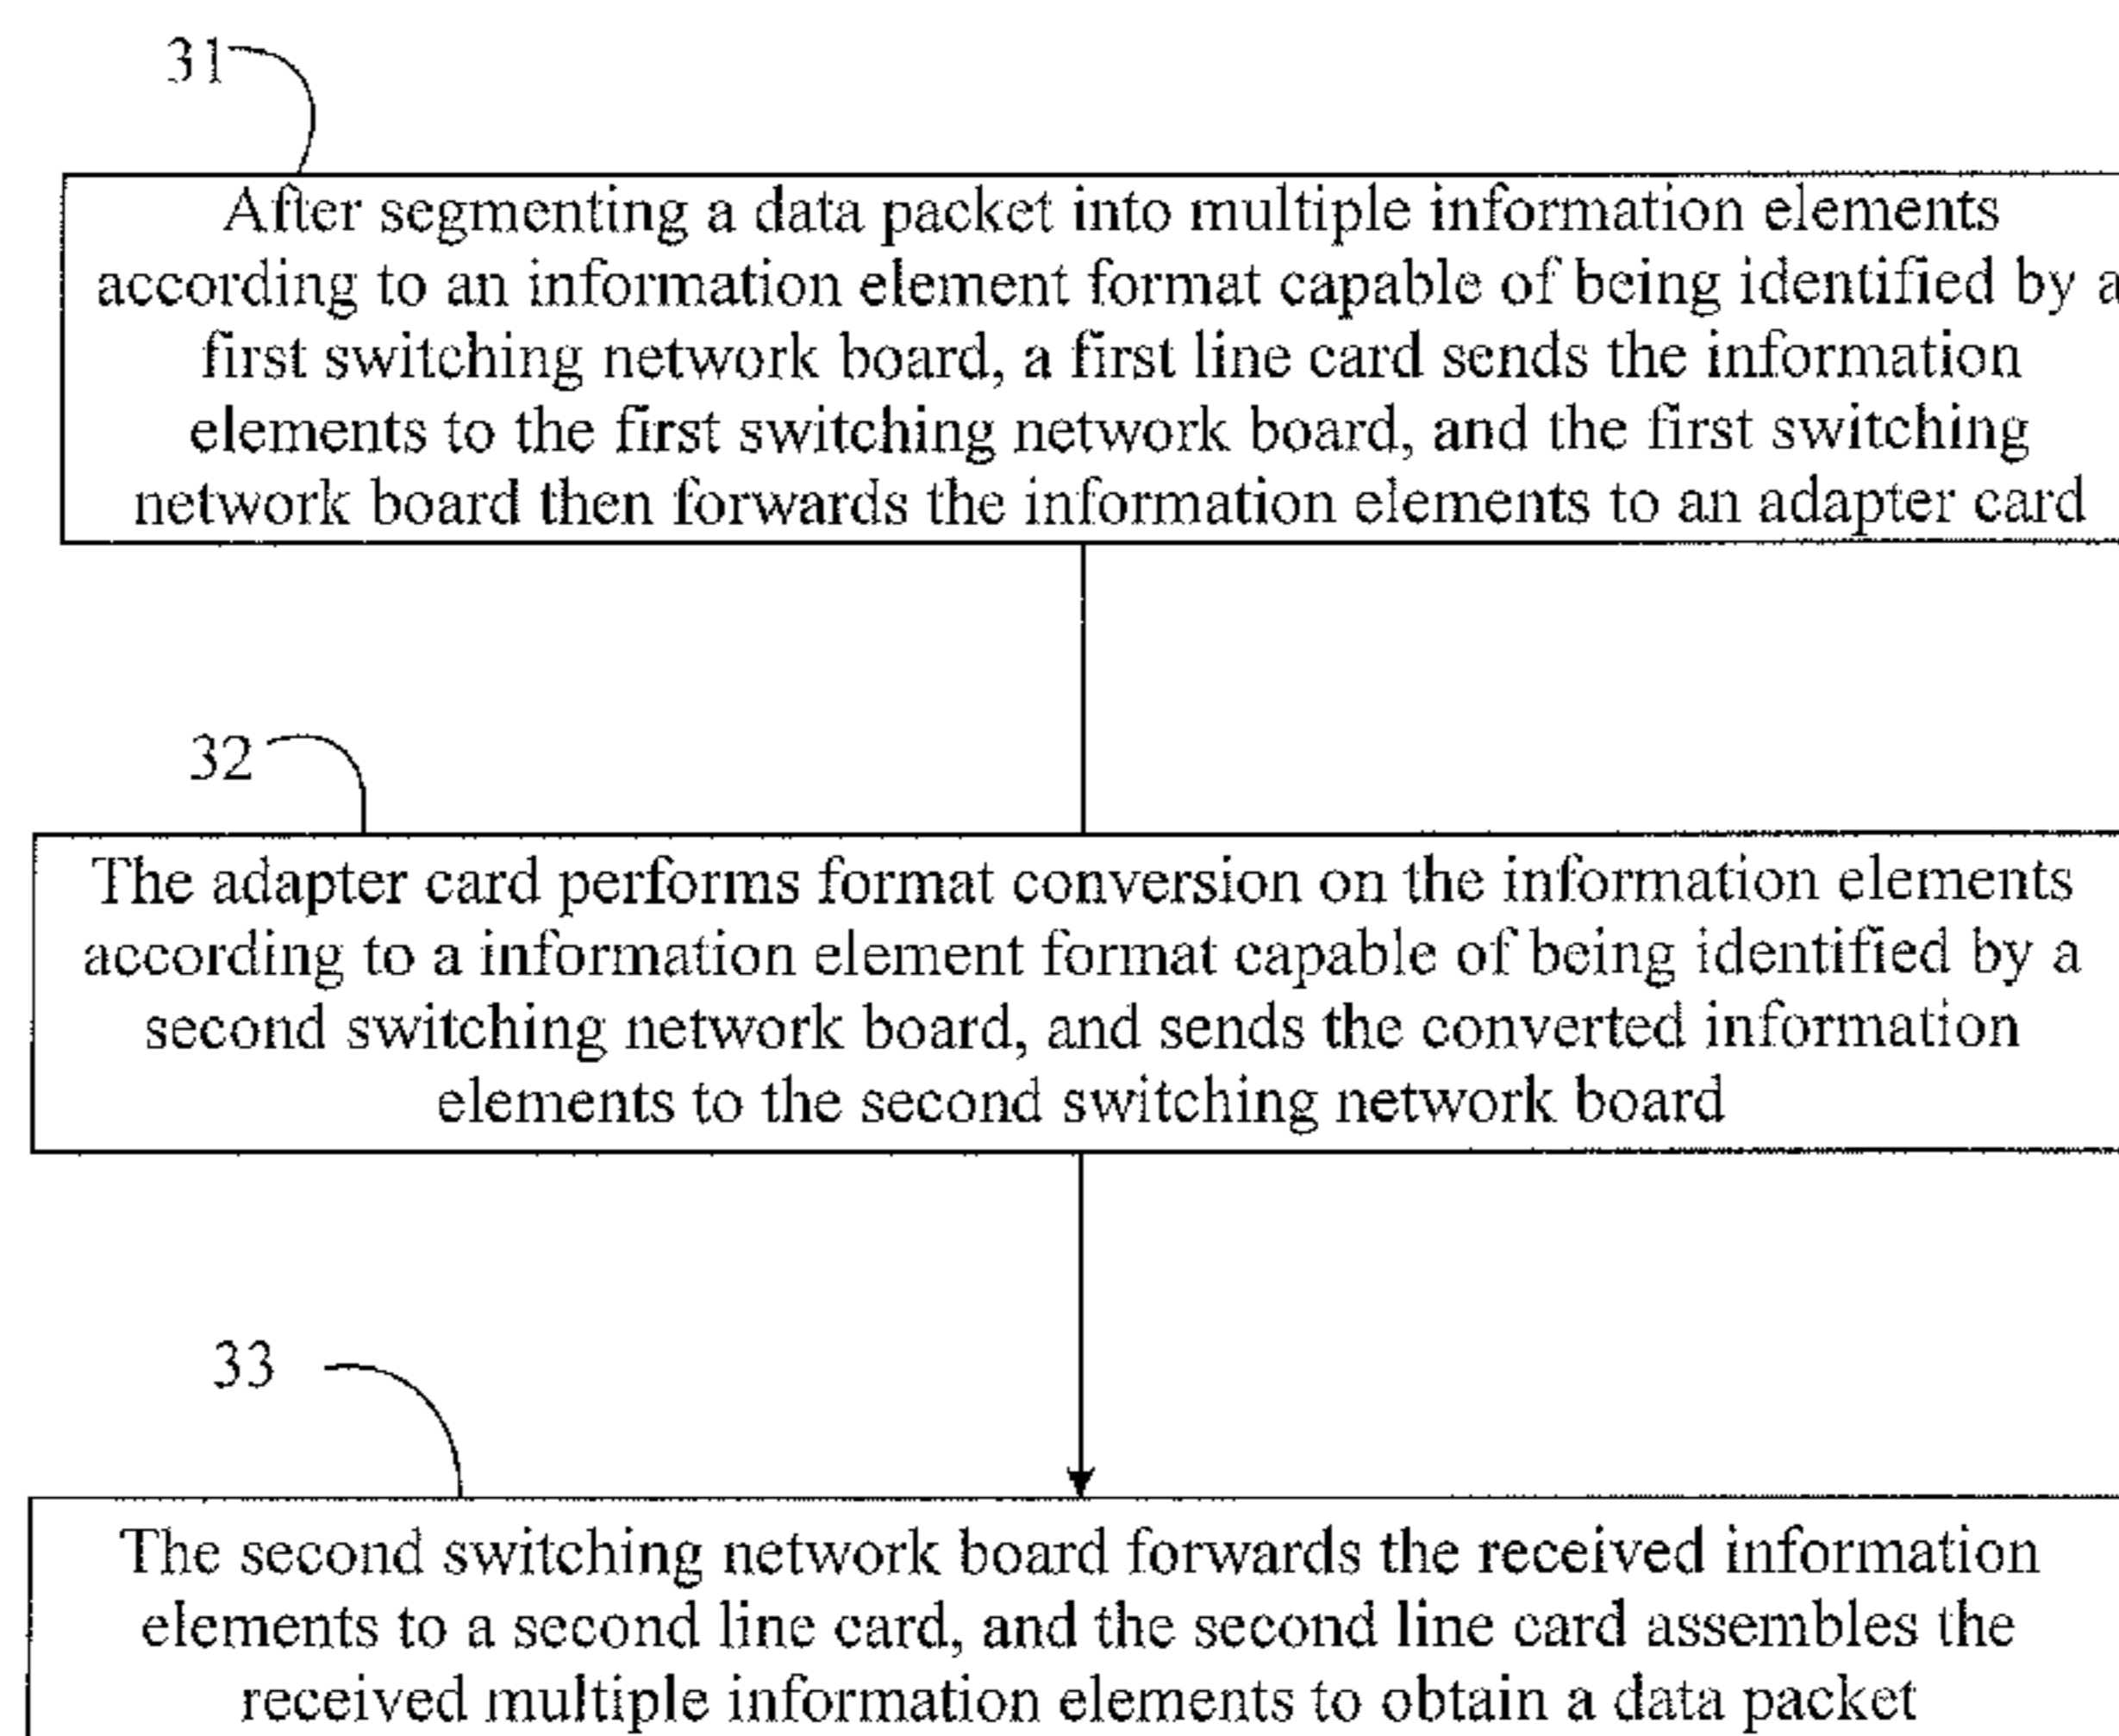 31
After segmenting a data packet into multiple information elements
according to an information element format capable of being identified by a
first switching network board, a first line card sends the information
elements to the first switching network board, and the first switching
network board then forwards the information elements to an adapter card
32
The adapter card performs format conversion on the information elements
according to a information element format capable of being identified by a
second switching network board, and sends the converted information
elements to the second switching network board
33
The second switching network board forwards the received information
elements to a second line card, and the second line card assembles the
received multiple information elements to obtain a data packet